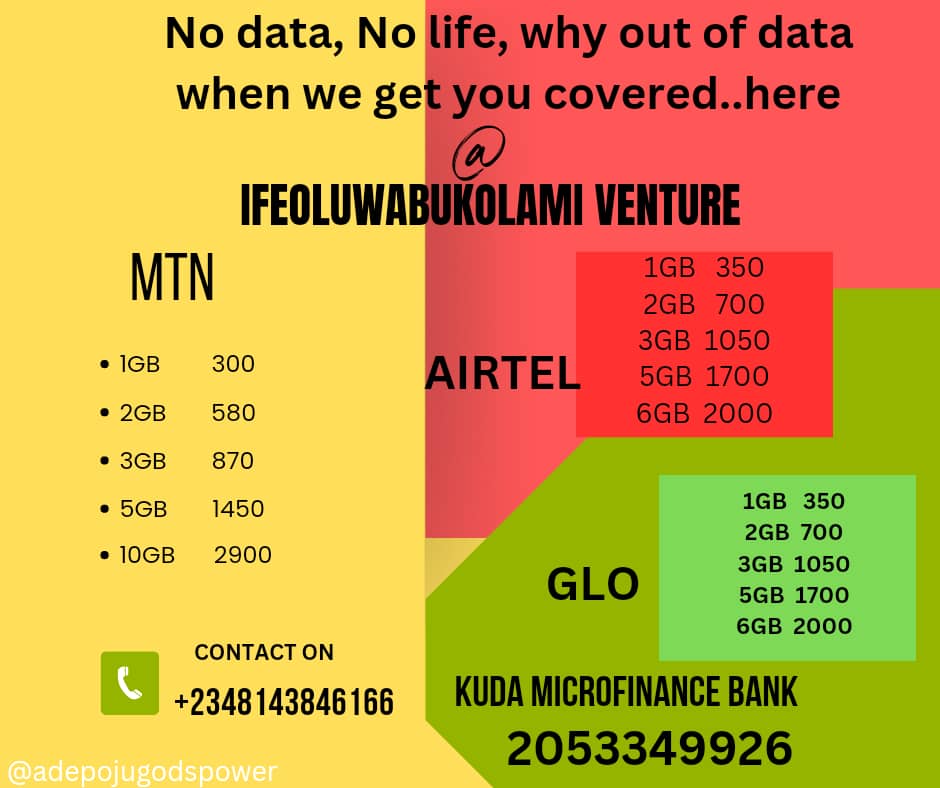 No data, No life, why out of data
when we get you covered..here
@
IFEOLUWABUKOLAMI VENTURE
MTN
• 1GB 300
• 2GB 580
• 3GB 870
• 5GB 1450
• 10GB 2900
AIRTEL
1GB 350
2GB 700
3GB 1050
5GB 1700
6GB 2000
GLO
1GB 350
2GB 700
3GB 1050
5GB 1700
6GB 2000
CONTACT ON
+2348143846166
KUDA MICROFINANCE BANK
2053349926
@adepojugodspower